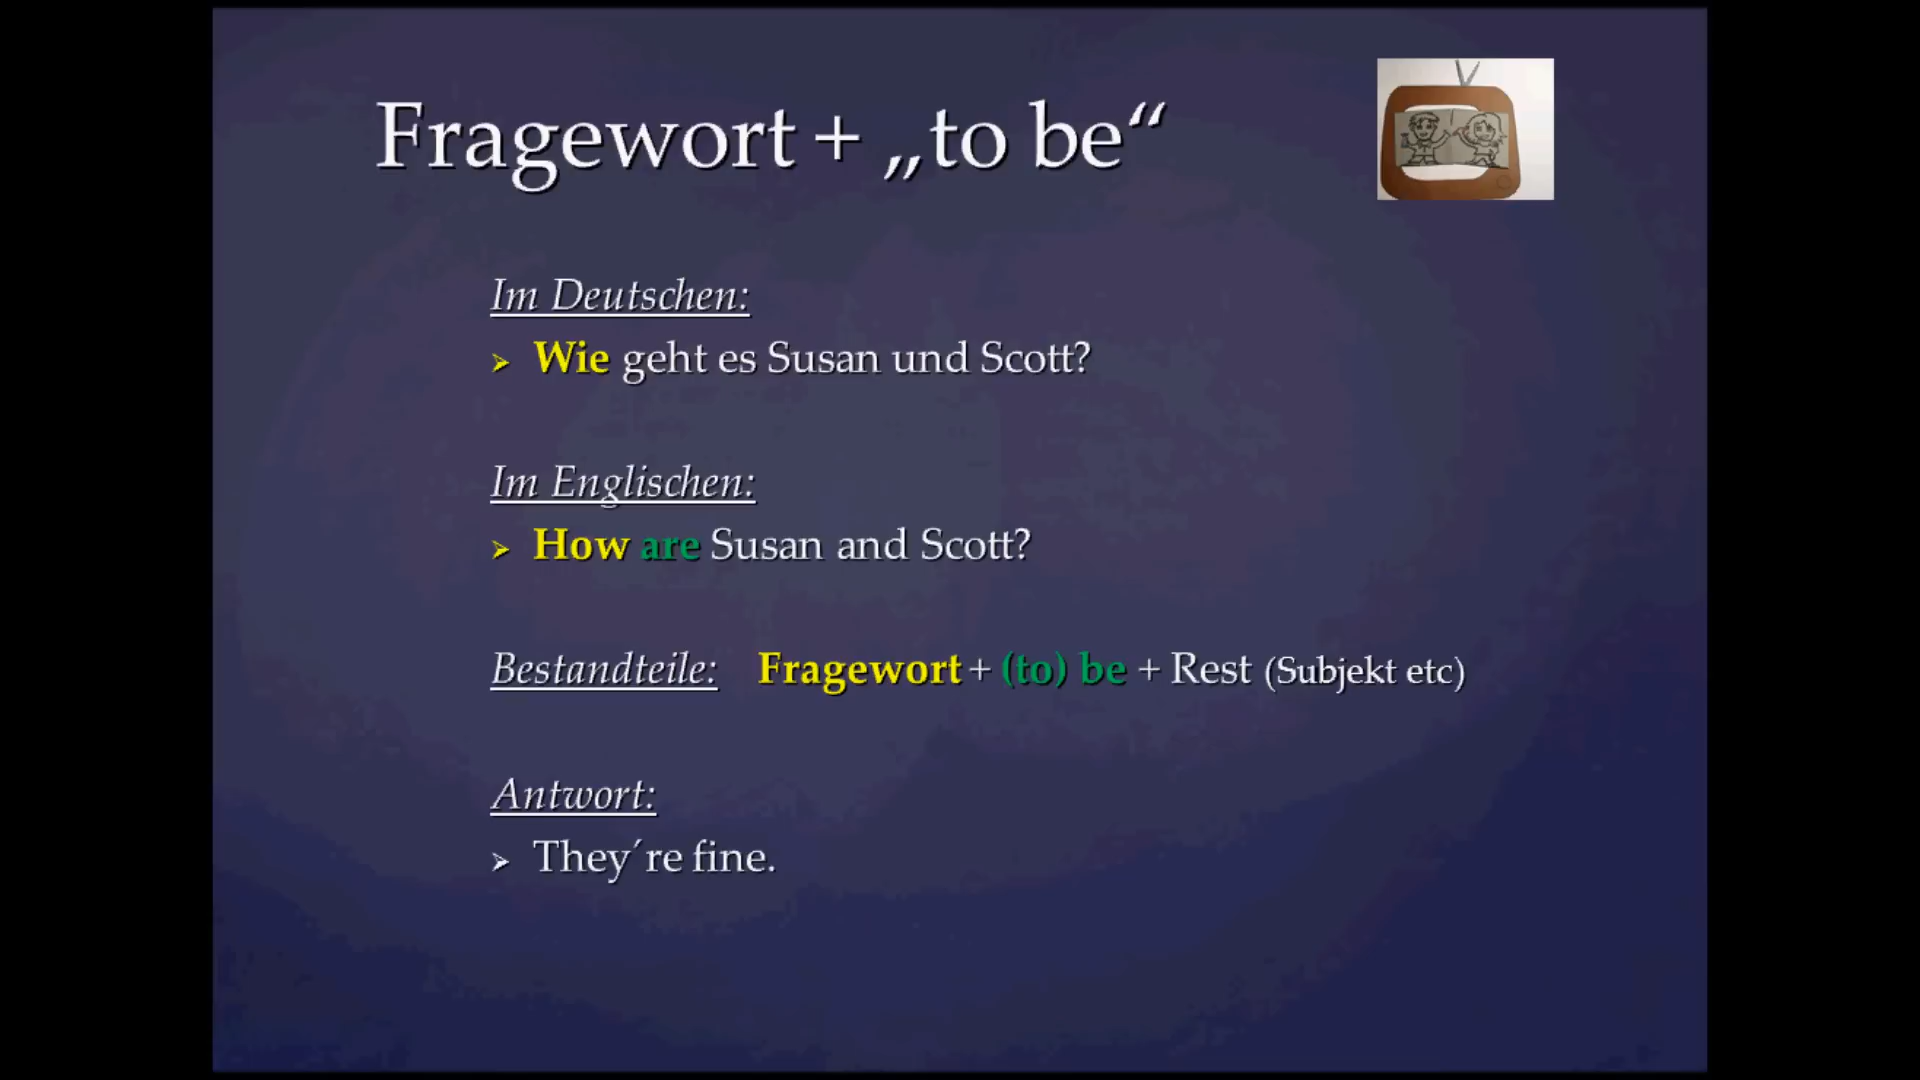 Fragewort + „to be“
Im Deutschen:
➢ Wie geht es Susan und Scott?
Im Englischen:
➢ How are Susan and Scott?
Bestandteile: Fragewort + (to) be + Rest (Subjekt etc)
Antwort:
➢ They´re fine.